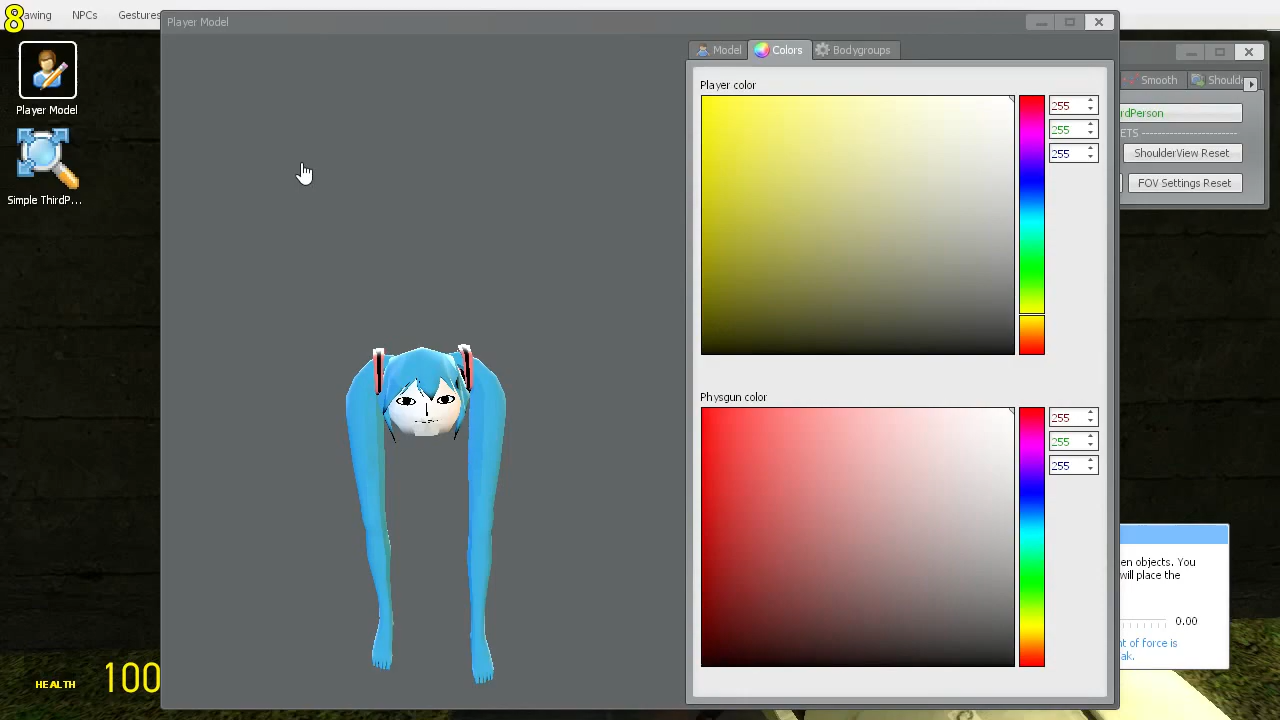 8
awing
NPCs
Gestures
Player Model
Player Model
Simple ThirdP...
Model
Colors
Bodygroups
Player color
255
255
255
Physgun color
255
255
255
Smooth
Should
rdPerson
ETS -----------------------
ShoulderView Reset
FOV Settings Reset
en objects. You
will place the
0.00
nt of force is
ak.
HEALTH 100